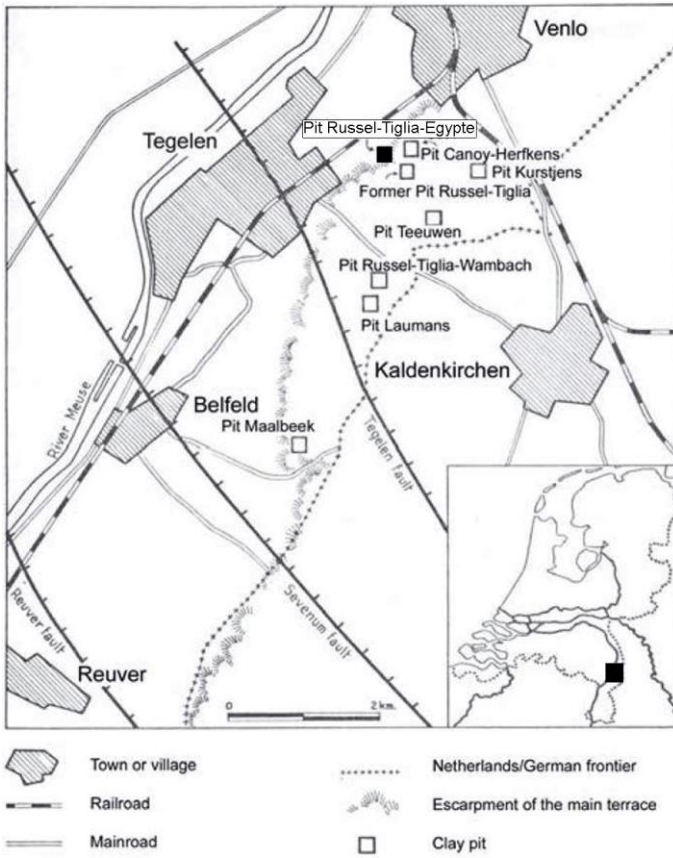 Venlo
Pit Russel-Tiglia-Egypte
Tegelen
Pit Canoy-Herfkens
Pit Kurstjens
Former Pit Russel-Tiglia
Pit Teeuwen
Pit Russel-Tiglia-Wambach
Pit Laumans
Kaldenkirchen
River Meuse
Belfeld
Pit Maalbeek
Tegelen fault
Reuver fault
Sevenum fault
Reuver
0 2 km.
Town or village
Railroad
Mainroad
Netherlands/German frontier
Escarpment of the main terrace
Clay pit